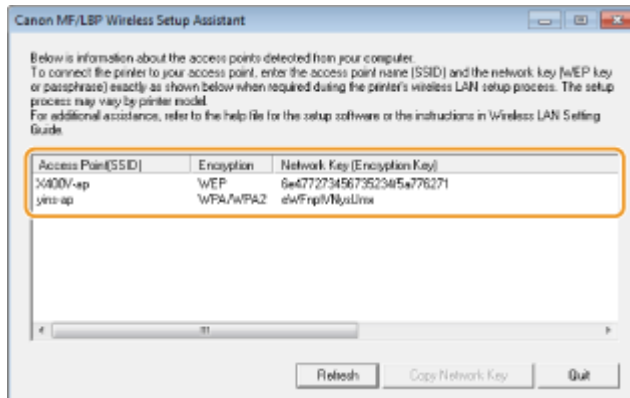 Canon MF/LBP Wireless Setup Assistant
Below is information about the access points detected from your computer.
To connect the printer to your access point, enter the access point name (SSID) and the network key (WEP key
or passphrase) exactly as shown below when required during the printer's wireless LAN setup process. The setup
process may vary by printer model.
For additional assistance, refer to the help file for the setup software or the instructions in Wireless LAN Setting
Guide.
Access Point(SSID) Encryption Network Key (Encryption Key)
X400V-ap WEP
yins-ap WPA/WPA2
Refresh Copy Network Key Quit